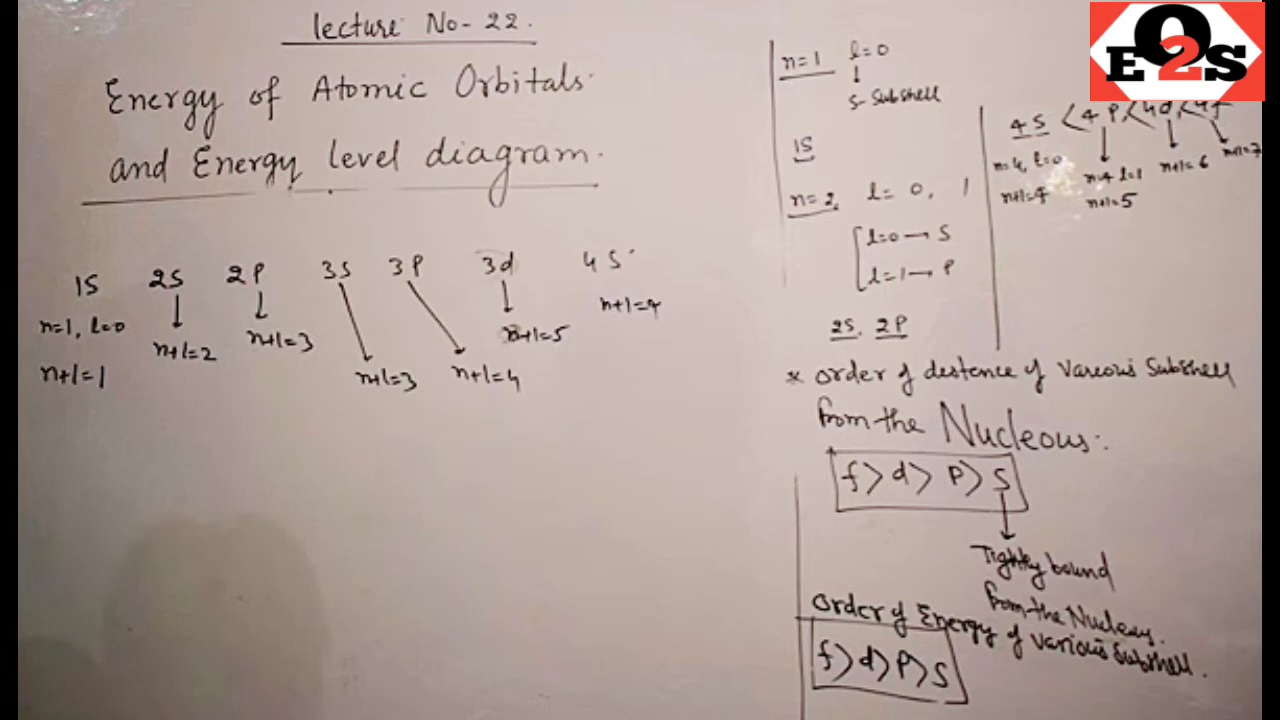 lecture No-22.
Energy of Atomic Orbitals
and Energy level diagram.
1S 2S 2P 3S 3P 3d 4S
n=1, l=0
n+l=1
n+l=2
n+l=3
n+l=3
n+l=4
n+l=5
n+l=4
n=1 l=0
S-Subshell
1S
n=2, l= 0, 1
l=0 → S
l=1 → P
2S, 2P
4S < 4P < 4d < 4f
n=4, l=0
n+l=4
n=4 l=1
n+l=5
n+l=6
n+l=7
* order of destence of vareous Subshell
from the Nucleous:
f > d > P > S
Tightly bound
from the
Order of Energy of various Subshell.
f > d > P > S
EO2S